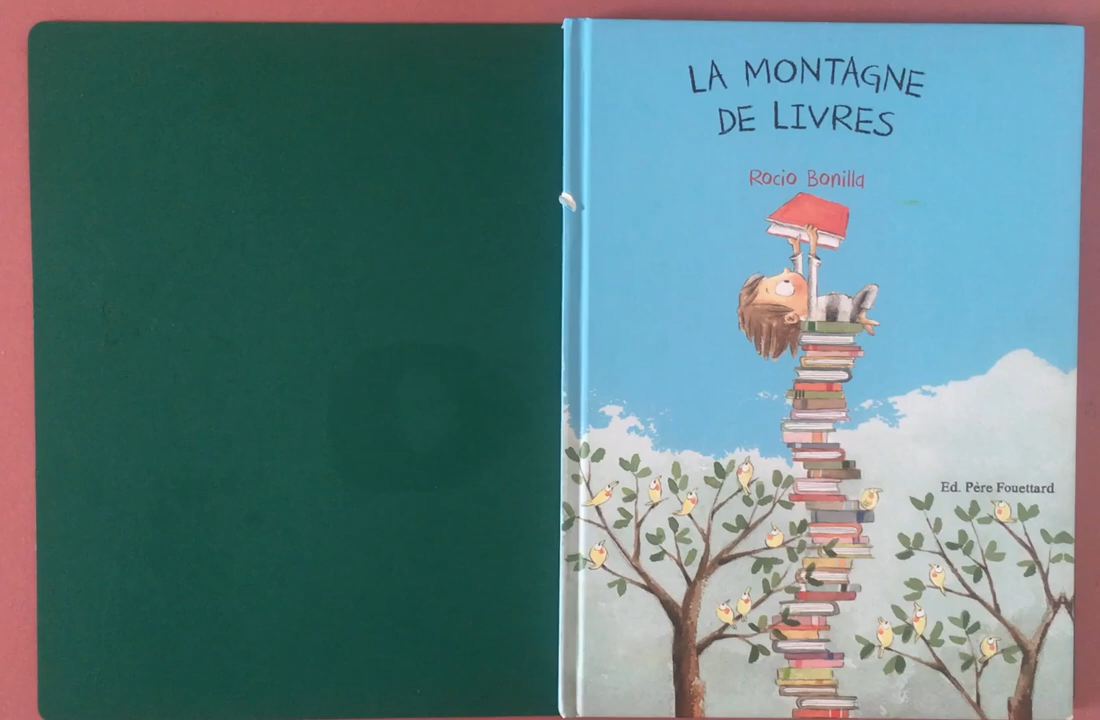 LA MONTAGNE
DE LIVRES
Rocio Bonilla
Ed. Père Fouettard